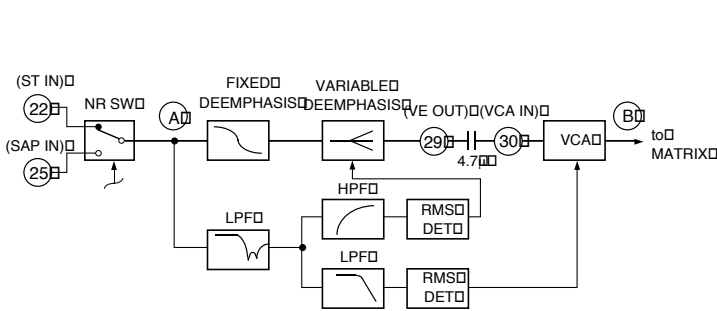 (ST IN)
22
NR SW
(SAP IN)
25
A
FIXED
DEEMPHASIS
VARIABLE
DEEMPHASIS
(VE OUT)
29
4.7μ
(VCA IN)
30
VCA
B
to
MATRIX
LPF
HPF
RMS
DET
LPF
RMS
DET